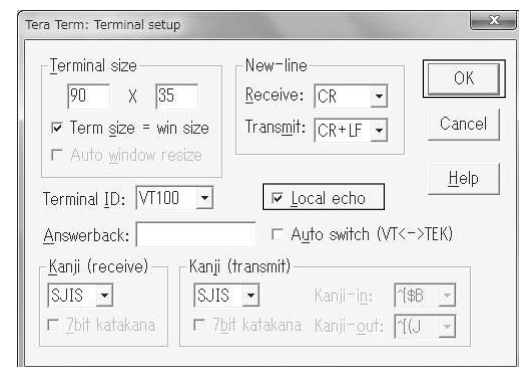 Tera Term: Terminal setup
Terminal size
90 X 35
Term size = win size
Auto window resize
New-line
Receive: CR
Transmit: CR+LF
OK
Cancel
Help
Terminal ID: VT100
Local echo
Answerback:
Auto switch (VT<->TEK)
Kanji (receive)
SJIS
7bit katakana
Kanji (transmit)
SJIS
7bit katakana
Kanji-in: ^[$B
Kanji-out: ^[(J